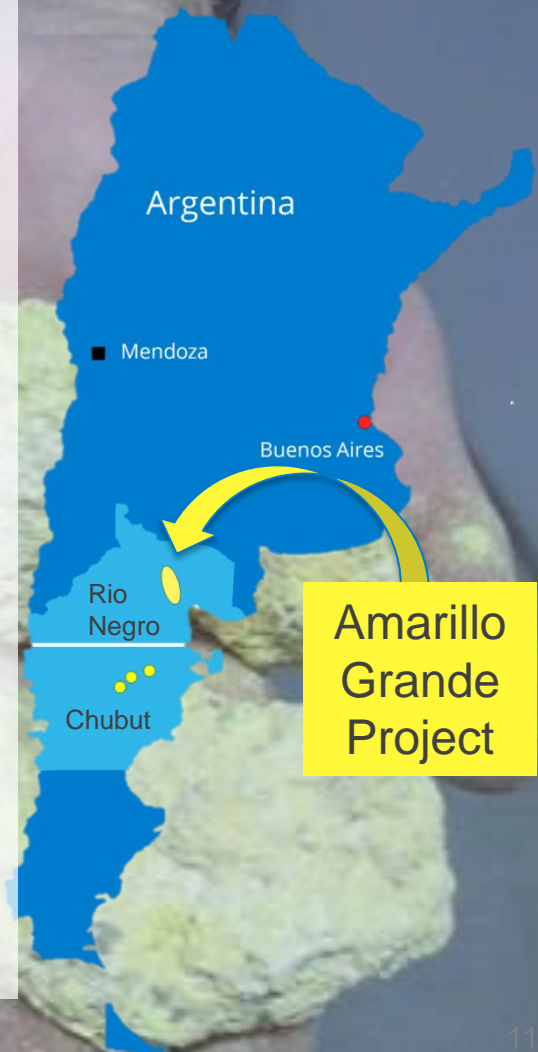 Argentina
Mendoza
Buenos Aires
Rio
Negro
Chubut
Amarillo
Grande
Project
11